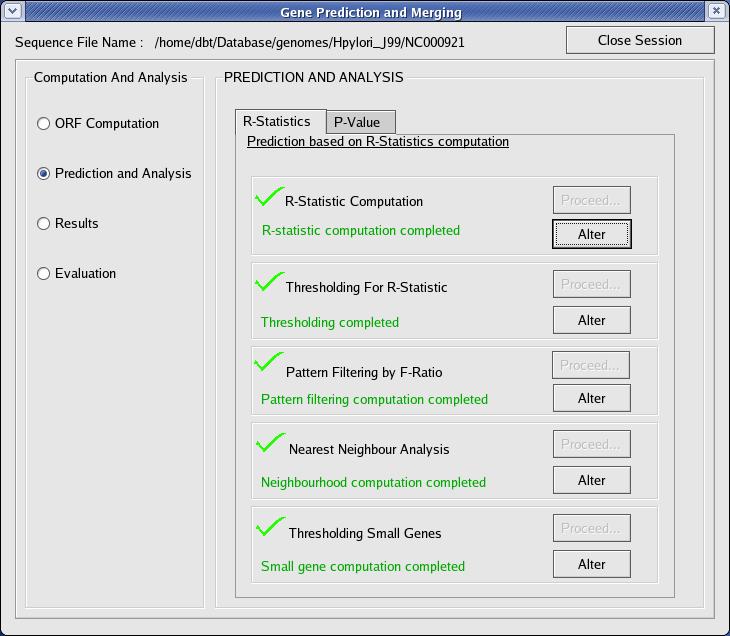 Gene Prediction and Merging
Sequence File Name : /home/dbt/Database/genomes/Hpylori_J99/NC000921
Close Session
Computation And Analysis
ORF Computation
Prediction and Analysis
Results
Evaluation
PREDICTION AND ANALYSIS
R-Statistics
P-Value
Prediction based on R-Statistics computation
R-Statistic Computation
Proceed...
R-statistic computation completed
Alter
Thresholding For R-Statistic
Proceed...
Thresholding completed
Alter
Pattern Filtering by F-Ratio
Proceed...
Pattern filtering computation completed
Alter
Nearest Neighbour Analysis
Proceed...
Neighbourhood computation completed
Alter
Thresholding Small Genes
Proceed...
Small gene computation completed
Alter